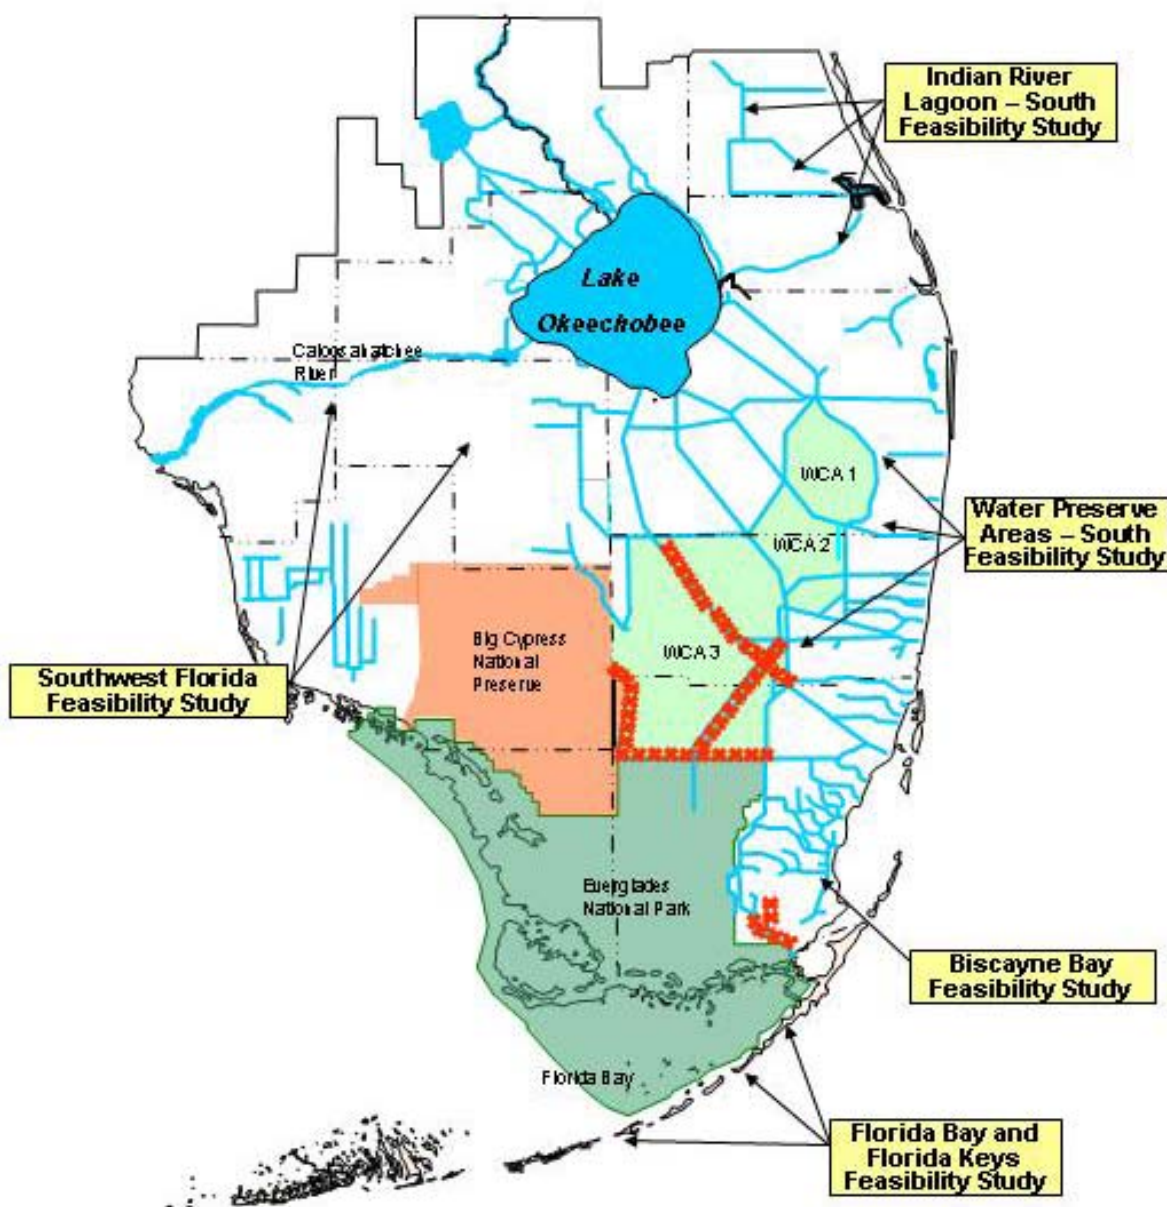 Indian River
Lagoon – South
Feasibility Study
Lake
Okeechobee
Caloosahatchee
River
WCA 1
Water Preserve
Areas – South
Feasibility Study
WCA 2
Big Cypress
National
Preserve
WCA 3
Southwest Florida
Feasibility Study
Everglades
National Park
Biscayne Bay
Feasibility Study
Florida Bay
Florida Bay and
Florida Keys
Feasibility Study